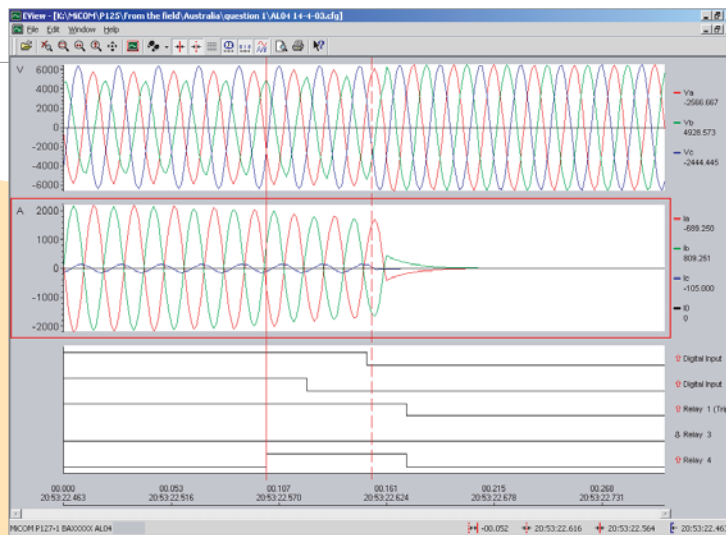 EView - [K:\MiCOM\P125\From the field\Australia\question 1\AL04 14-4-03.cfg]
File Edit Window Help
V
6000
4000
2000
0
-2000
-4000
-6000
Va
-2566.667
Vb
4928.573
Vc
-2444.445
A
2000
1000
0
-1000
-2000
Ia
-689.250
Ib
809.251
Ic
-105.000
I0
0
Digital Input
Digital Input
Relay 1 (Trip
Relay 3
Relay 4
00.000 00.053 00.107 00.161 00.215 00.268
20:53:22.463 20:53:22.516 20:53:22.570 20:53:22.624 20:53:22.678 20:53:22.731
MiCOM P127-1 BAXXXXX AL04 -00.052 20:53:22.616 20:53:22.564 20:53:22.463